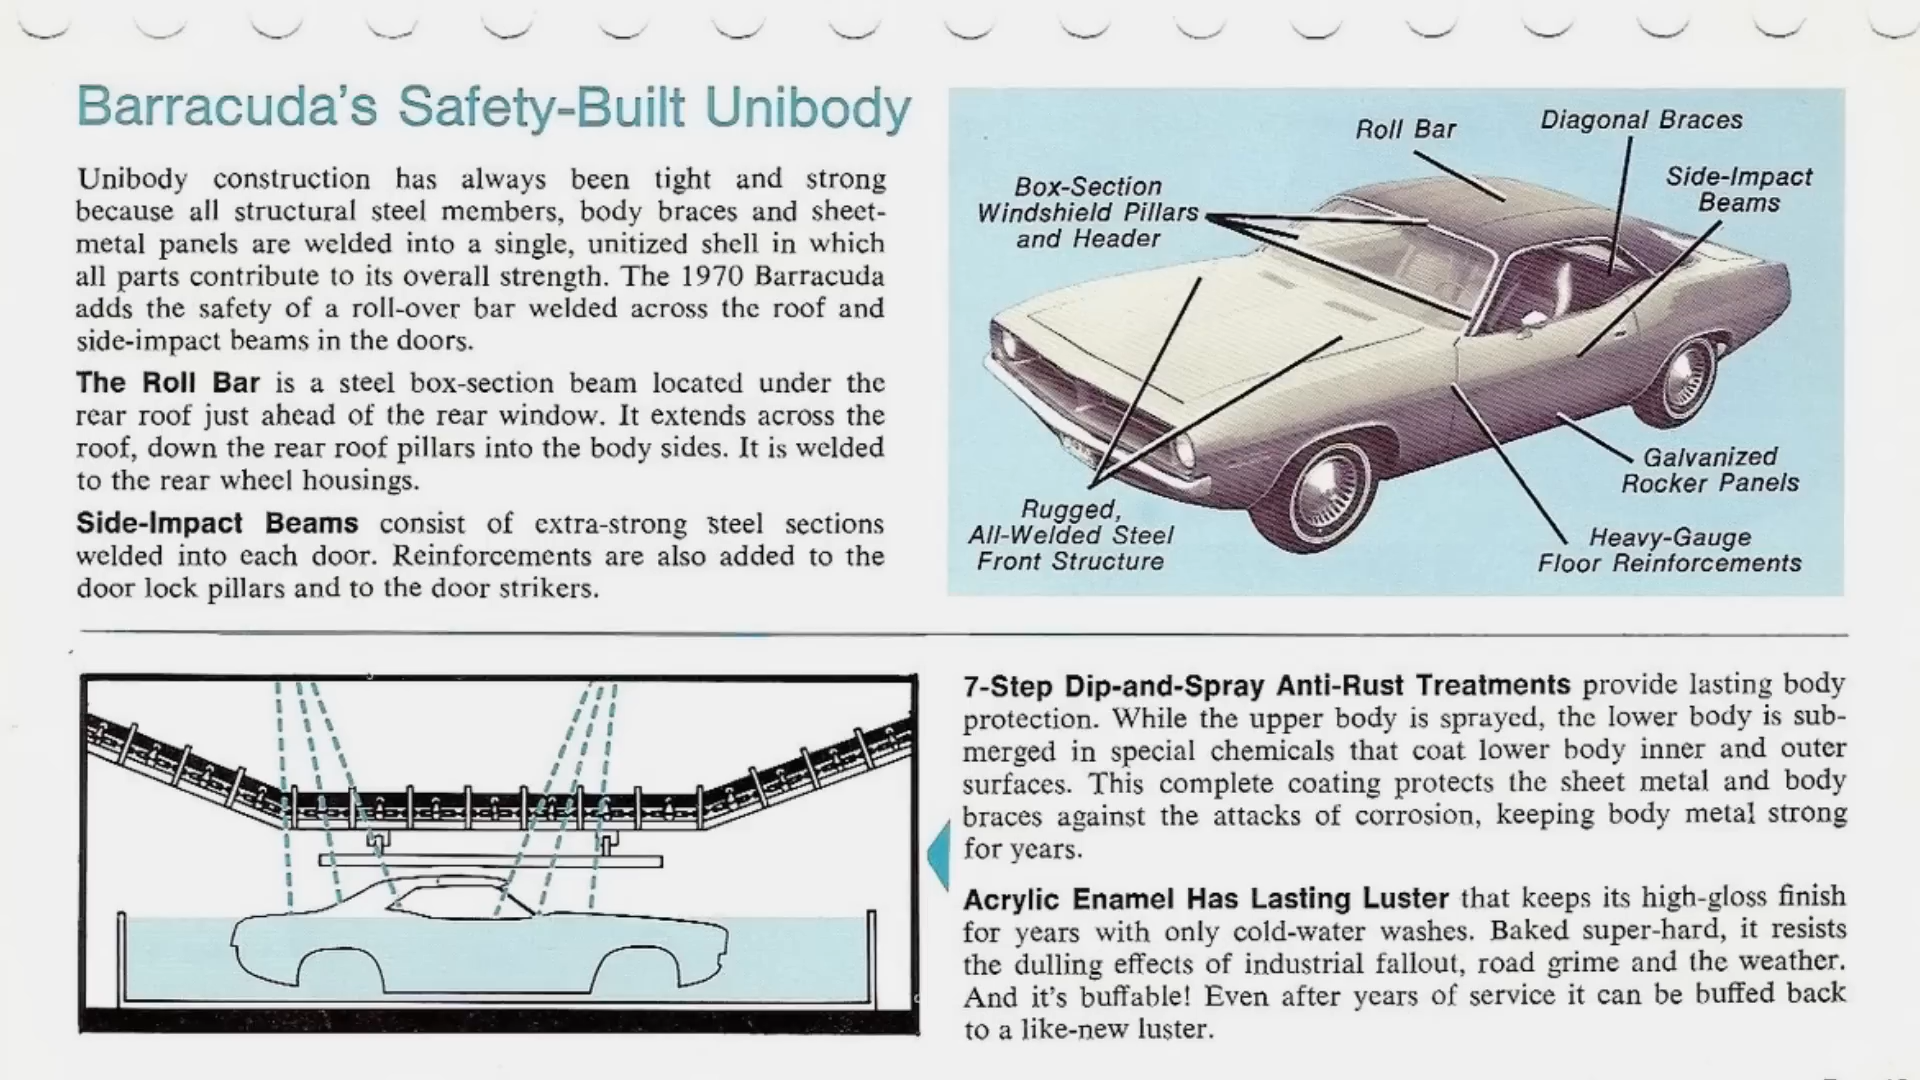 Barracuda's Safety-Built Unibody
Unibody construction has always been tight and strong
because all structural steel members, body braces and sheet-
metal panels are welded into a single, unitized shell in which
all parts contribute to its overall strength. The 1970 Barracuda
adds the safety of a roll-over bar welded across the roof and
side-impact beams in the doors.
The Roll Bar is a steel box-section beam located under the
rear roof just ahead of the rear window. It extends across the
roof, down the rear roof pillars into the body sides. It is welded
to the rear wheel housings.
Side-Impact Beams consist of extra-strong steel sections
welded into each door. Reinforcements are also added to the
door lock pillars and to the door strikers.
Roll Bar
Diagonal Braces
Side-Impact
Beams
Box-Section
Windshield Pillars
and Header
Galvanized
Rocker Panels
Rugged,
All-Welded Steel
Front Structure
Heavy-Gauge
Floor Reinforcements
7-Step Dip-and-Spray Anti-Rust Treatments provide lasting body
protection. While the upper body is sprayed, the lower body is sub-
merged in special chemicals that coat lower body inner and outer
surfaces. This complete coating protects the sheet metal and body
braces against the attacks of corrosion, keeping body metal strong
for years.
Acrylic Enamel Has Lasting Luster that keeps its high-gloss finish
for years with only cold-water washes. Baked super-hard, it resists
the dulling effects of industrial fallout, road grime and the weather.
And it's buffable! Even after years of service it can be buffed back
to a like-new luster.